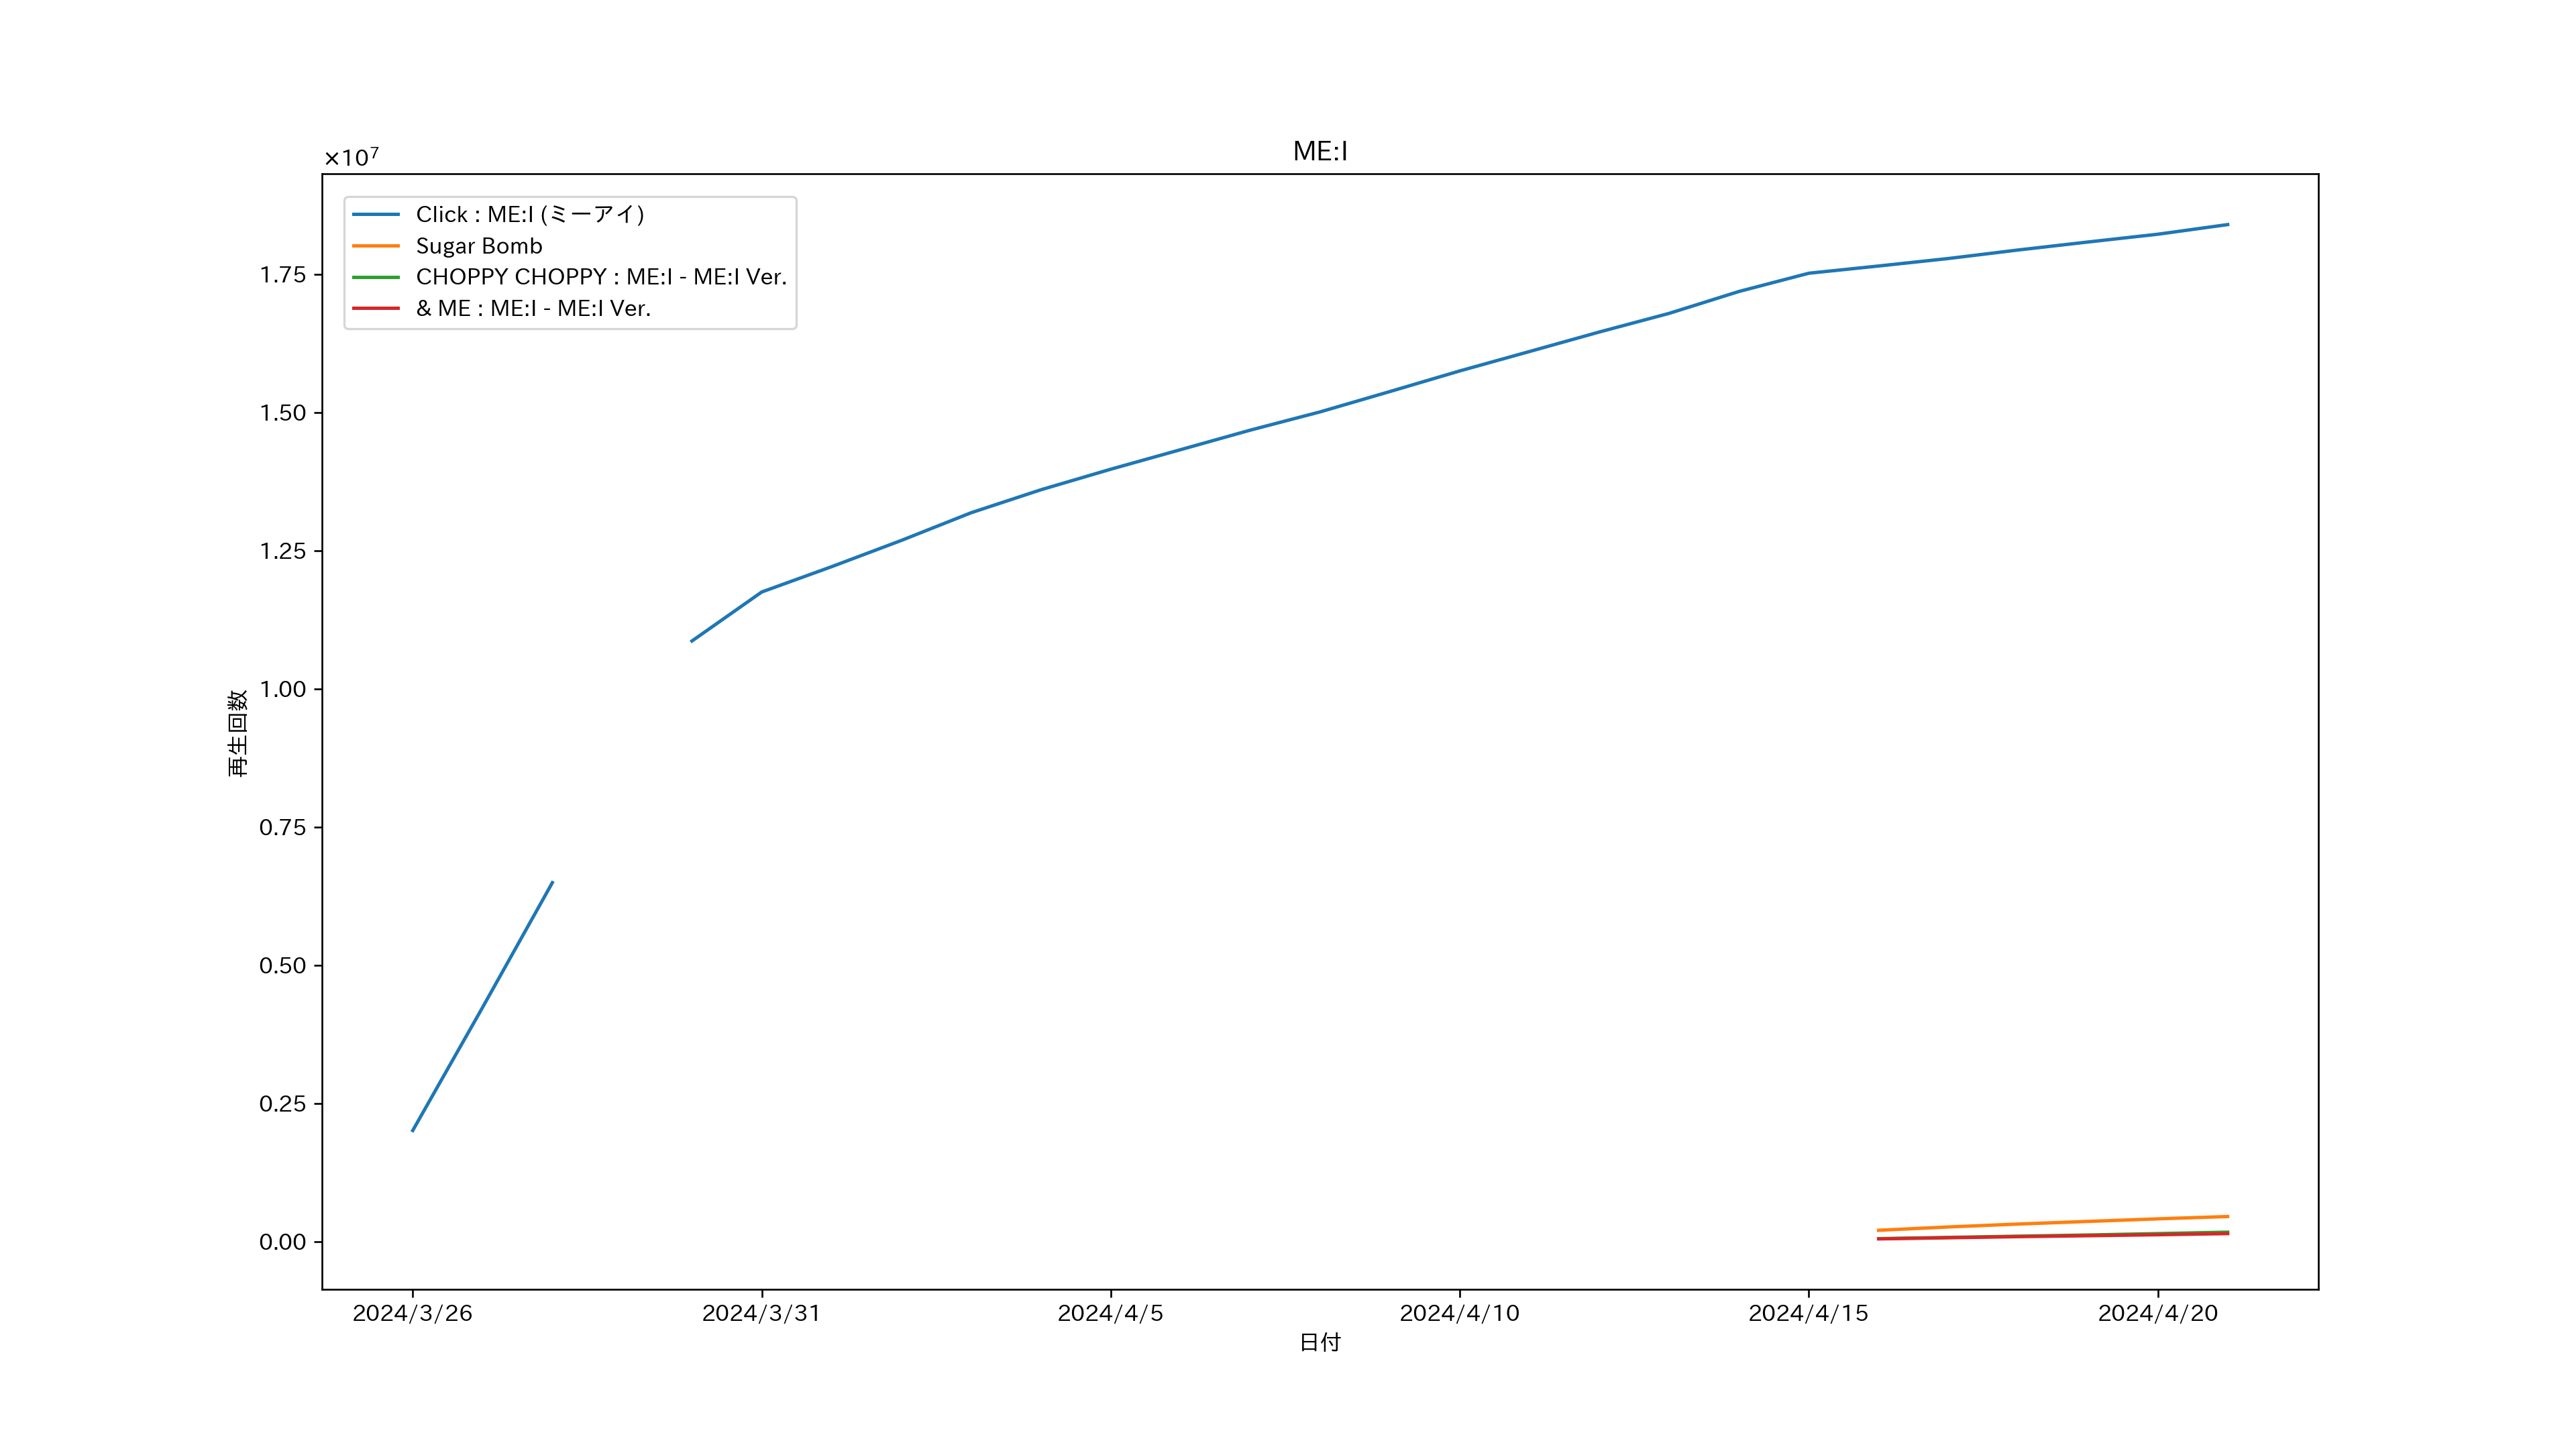 ME:I
×10⁷
Click : ME:I (ミーアイ)
Sugar Bomb
CHOPPY CHOPPY : ME:I - ME:I Ver.
& ME : ME:I - ME:I Ver.
1.75
1.50
1.25
1.00
0.75
0.50
0.25
0.00
再生回数
2024/3/26 2024/3/31 2024/4/5 2024/4/10 2024/4/15 2024/4/20
日付